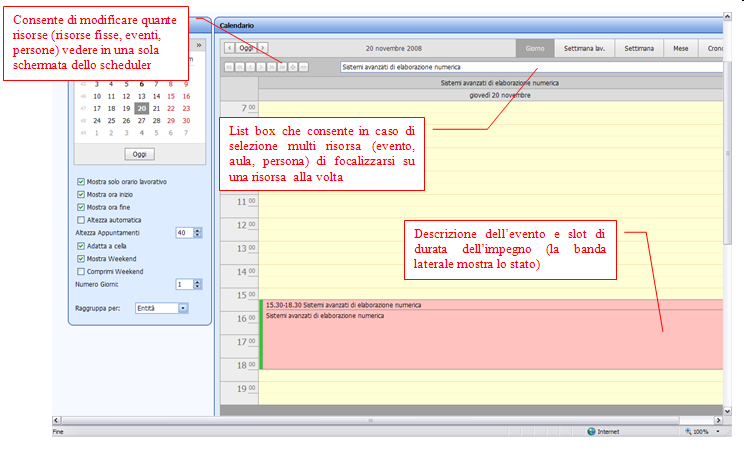 Consente di modificare quante
risorse (risorse fisse, eventi,
persone) vedere in una sola
schermata dello scheduler
Calendario
»
Oggi
20 novembre 2008
Giorno
Settimana lav.
Settimana
Mese
Crono
Sistemi avanzati di elaborazione numerica
Sistemi avanzati di elaborazione numerica
giovedì 20 novembre
3 4 5 6 7 8 9
46 10 11 12 13 14 15 16
47 17 18 19 20 21 22 23
48 24 25 26 27 28 29 30
49 1 2 3 4 5 6 7
Oggi
Mostra solo orario lavorativo
Mostra ora inizio
Mostra ora fine
Altezza automatica
Altezza Appuntamenti 40
Adatta a cella
Mostra Weekend
Comprimi Weekend
Numero Giorni: 1
Raggruppa per: Entità
7 00
List box che consente in caso di
selezione multi risorsa (evento,
aula, persona) di focalizzarsi su
una risorsa alla volta
11 00
12 00
13 00
14 00
15 00
16 00
17 00
18 00
19 00
Descrizione dell'evento e slot di
durata dell'impegno (la banda
laterale mostra lo stato)
15.30-18.30 Sistemi avanzati di elaborazione numerica
Sistemi avanzati di elaborazione numerica
Fine
Internet
100%